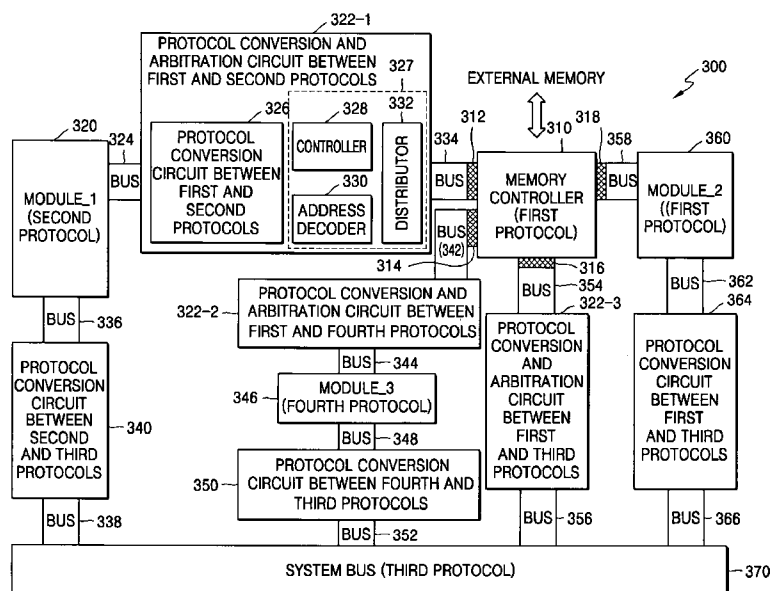 322-1
PROTOCOL CONVERSION AND
ARBITRATION CIRCUIT BETWEEN
FIRST AND SECOND PROTOCOLS
327
326
328
332
PROTOCOL
CONVERSION
CIRCUIT BETWEEN
FIRST AND
SECOND
PROTOCOLS
CONTROLLER
330
ADDRESS
DECODER
DISTRIBUTOR
EXTERNAL MEMORY
300
320
324
BUS
MODULE_1
(SECOND
PROTOCOL)
334
312
310
318
358
360
BUS
MEMORY
CONTROLLER
(FIRST
PROTOCOL)
BUS
MODULE_2
((FIRST
PROTOCOL)
BUS
(342)
314
316
354
BUS
322-3
362
BUS
364
BUS
336
322-2
PROTOCOL CONVERSION AND
ARBITRATION CIRCUIT BETWEEN
FIRST AND FOURTH PROTOCOLS
BUS
344
346
MODULE_3
(FOURTH PROTOCOL)
BUS
348
350
PROTOCOL CONVERSION
CIRCUIT BETWEEN FOURTH AND
THIRD PROTOCOLS
BUS
352
PROTOCOL
CONVERSION
CIRCUIT
BETWEEN
SECOND
AND THIRD
PROTOCOLS
340
BUS
338
PROTOCOL
CONVERSION
AND
ARBITRATION
CIRCUIT
BETWEEN
FIRST
AND THIRD
PROTOCOLS
BUS
356
PROTOCOL
CONVERSION
CIRCUIT
BETWEEN
FIRST
AND THIRD
PROTOCOLS
BUS
366
SYSTEM BUS (THIRD PROTOCOL)
370